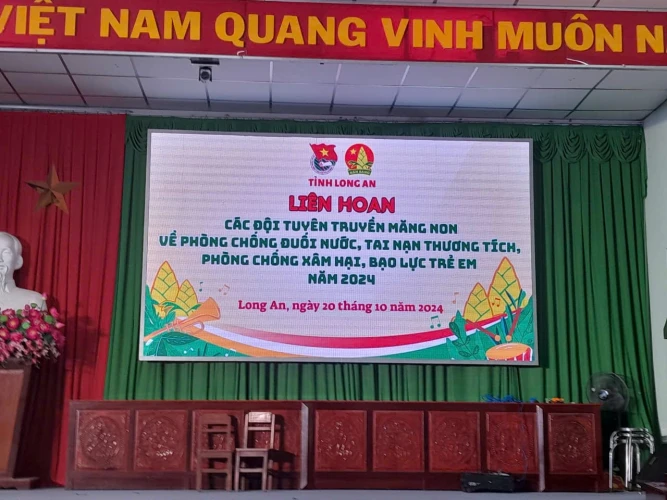 VIỆT NAM QUANG VINH MUÔN N
TỈNH LONG AN
LIÊN HOAN
CÁC ĐỘI TUYÊN TRUYỀN MĂNG NON
VỀ PHÒNG CHỐNG ĐUỐI NƯỚC, TAI NẠN THƯƠNG TÍCH,
PHÒNG CHỐNG XÂM HẠI, BẠO LỰC TRẺ EM
NĂM 2024
Long An, ngày 20 tháng 10 năm 2024